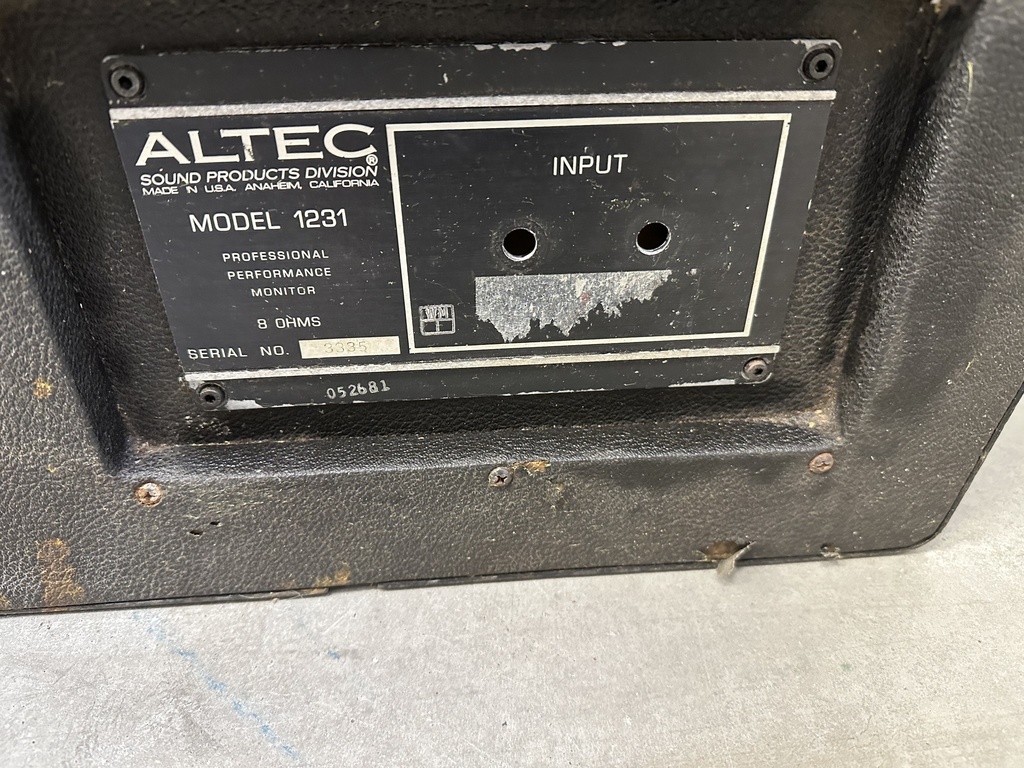 ALTEC®
SOUND PRODUCTS DIVISION
MADE IN U.S.A. ANAHEIM, CALIFORNIA
MODEL 1231
PROFESSIONAL
PERFORMANCE
MONITOR
8 OHMS
SERIAL NO. 3335
052681
INPUT